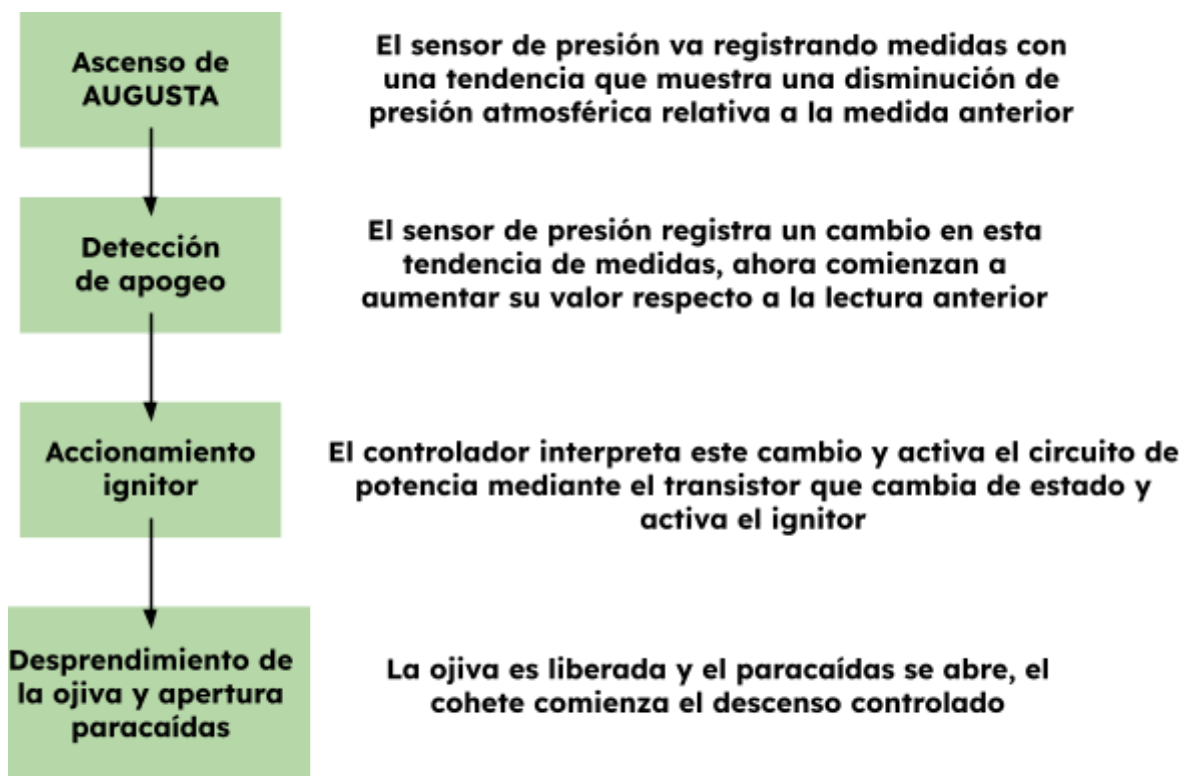 Ascenso de
AUGUSTA
El sensor de presión va registrando medidas con
una tendencia que muestra una disminución de
presión atmosférica relativa a la medida anterior
Detección
de apogeo
El sensor de presión registra un cambio en esta
tendencia de medidas, ahora comienzan a
aumentar su valor respecto a la lectura anterior
Accionamiento
ignitor
El controlador interpreta este cambio y activa el circuito de
potencia mediante el transistor que cambia de estado y
activa el ignitor
Desprendimiento de
la ojiva y apertura
paracaídas
La ojiva es liberada y el paracaídas se abre, el
cohete comienza el descenso controlado